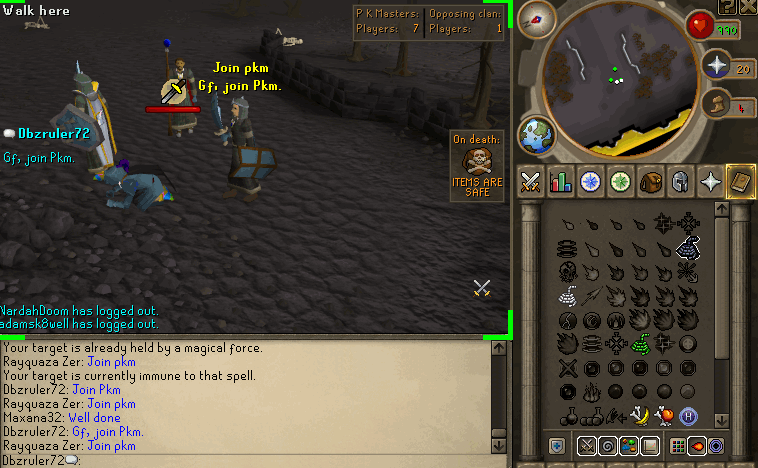 Walk here
P K Masters:
Players: 7
Opposing clan:
Players: 1
990
20
4
Join pkm
Gf, join Pkm.
Dbzruler72
Gf, join Pkm.
On death:
ITEMS ARE
SAFE
NardahDoom has logged out.
adamsk8well has logged out.
Your target is already held by a magical force.
Rayquaza Zer: Join pkm
Your target is currently immune to that spell.
Dbzruler72: Join Pkm
Rayquaza Zer: Join pkm
Maxana32: Well done
Dbzruler72: Gf, join Pkm.
Rayquaza Zer: Join pkm
Dbzruler72:
H